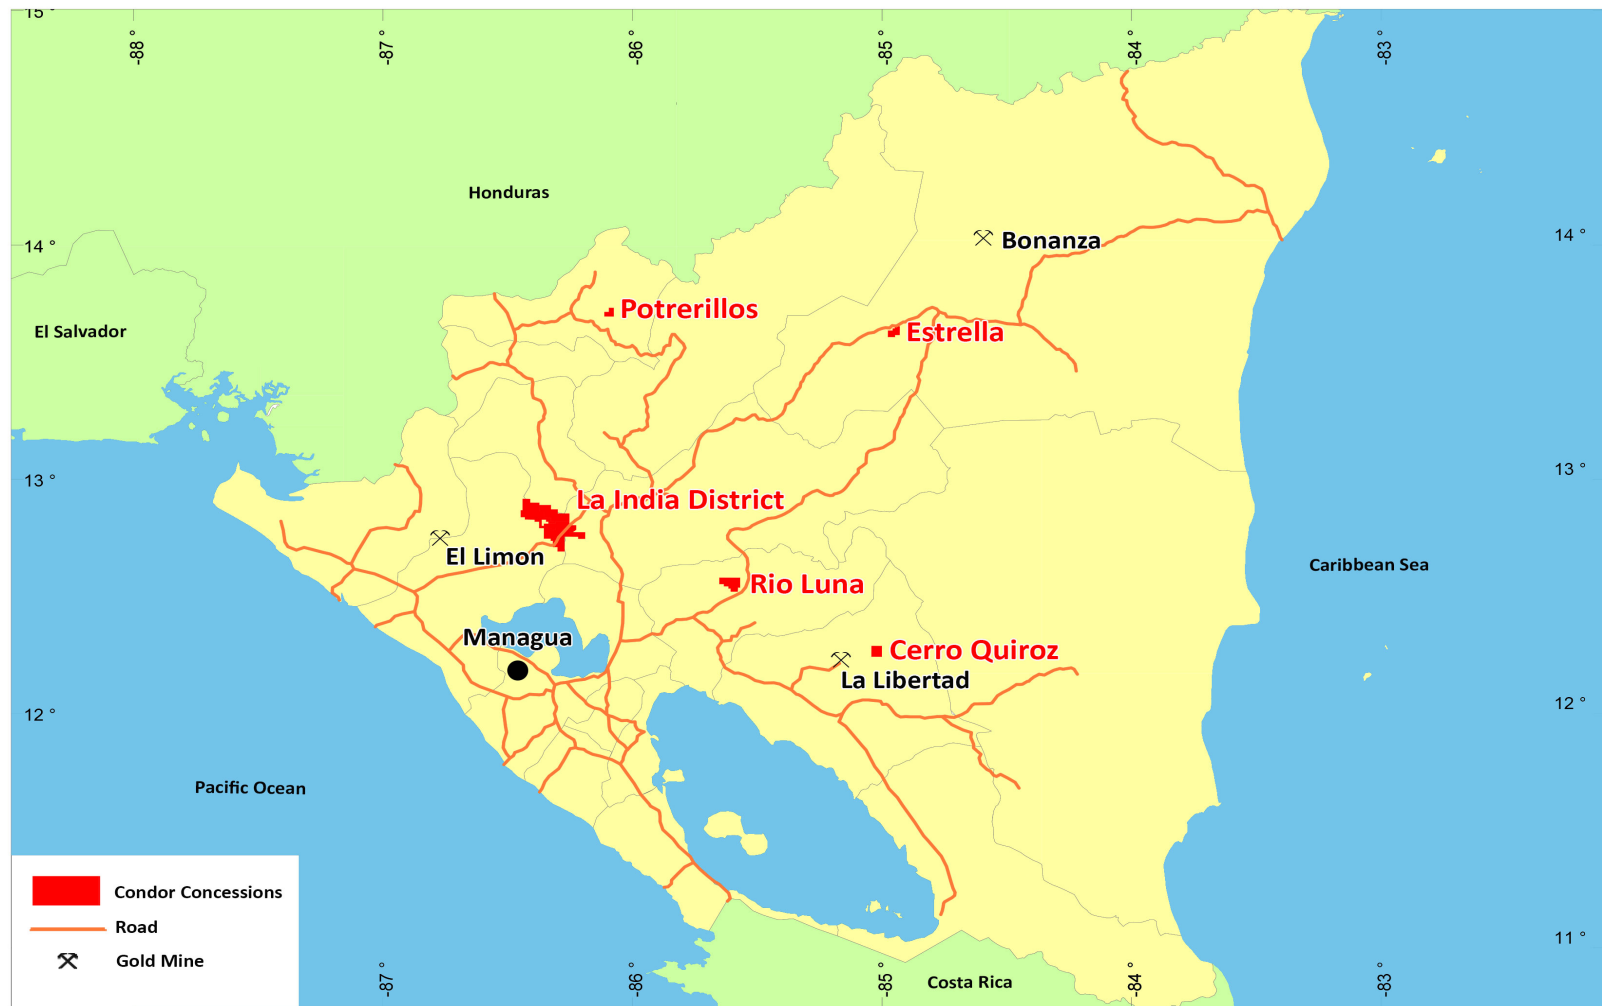 15 °
-88 °
-87 °
-86 °
-85 °
-84 °
-83 °
Honduras
14 °
Bonanza
14 °
Potrerillos
El Salvador
Estrella
13 °
13 °
La India District
El Limon
Caribbean Sea
Rio Luna
Managua
Cerro Quiroz
La Libertad
12 °
12 °
Pacific Ocean
Condor Concessions
Road
Gold Mine
11 °
-87 °
-86 °
-85 °
-84 °
-83 °
Costa Rica